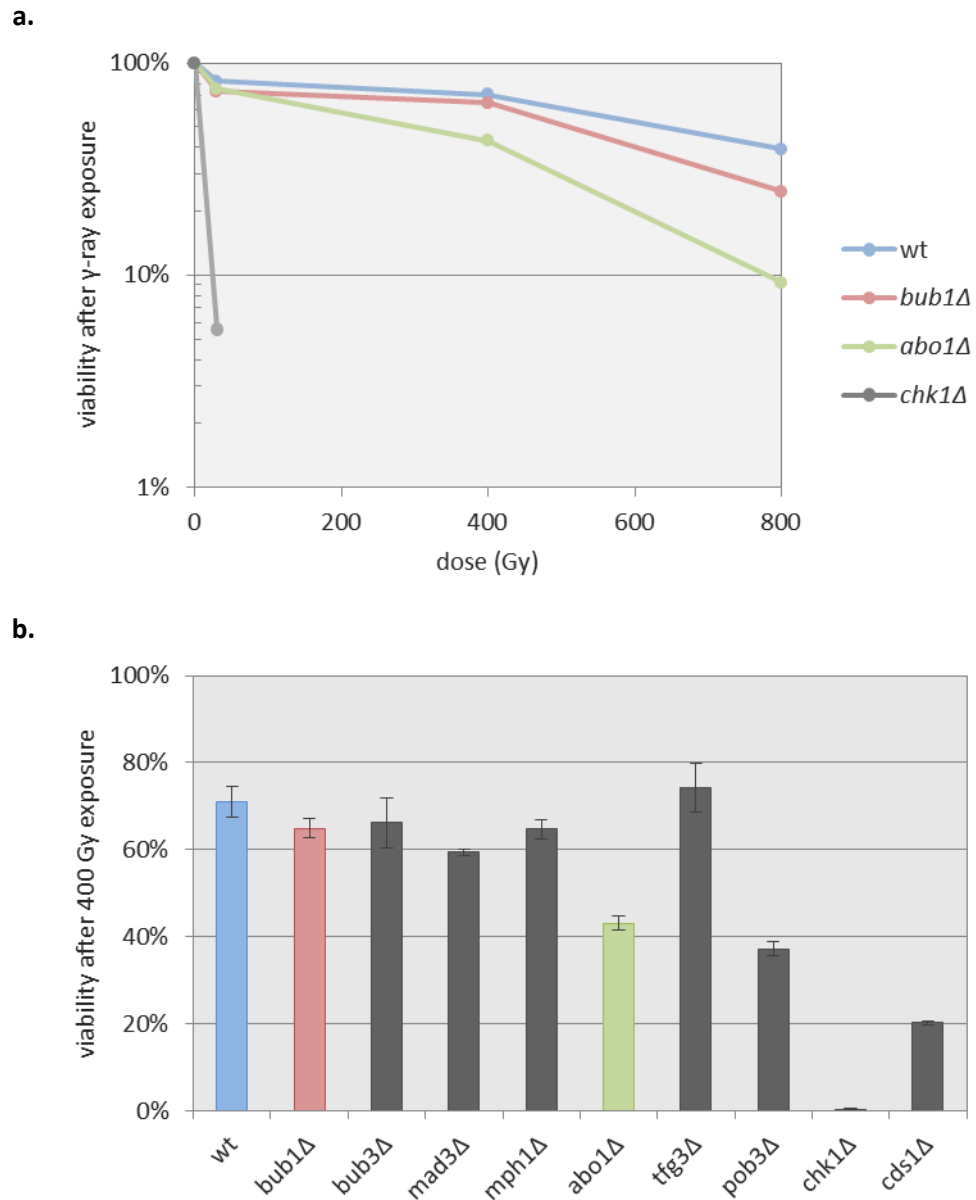 a.
100%
10%
1%
viability after γ-ray exposure
0 200 400 600 800
dose (Gy)
wt
bub1Δ
abo1Δ
chk1Δ
b.
100%
80%
60%
40%
20%
0%
viability after 400 Gy exposure
wt bub1Δ bub3Δ mad3Δ mph1Δ abo1Δ tfg3Δ pob3Δ chk1Δ cds1Δ